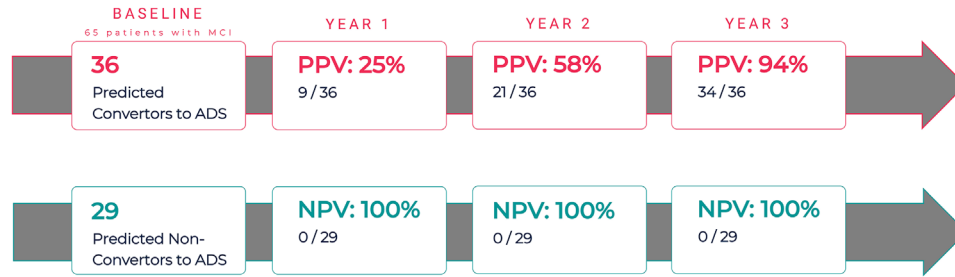 BASELINE
65 patients with MCI
YEAR 1
YEAR 2
YEAR 3
36
Predicted
Convertors to ADS
PPV: 25%
9 / 36
PPV: 58%
21 / 36
PPV: 94%
34 / 36
29
Predicted Non-
Convertors to ADS
NPV: 100%
0 / 29
NPV: 100%
0 / 29
NPV: 100%
0 / 29